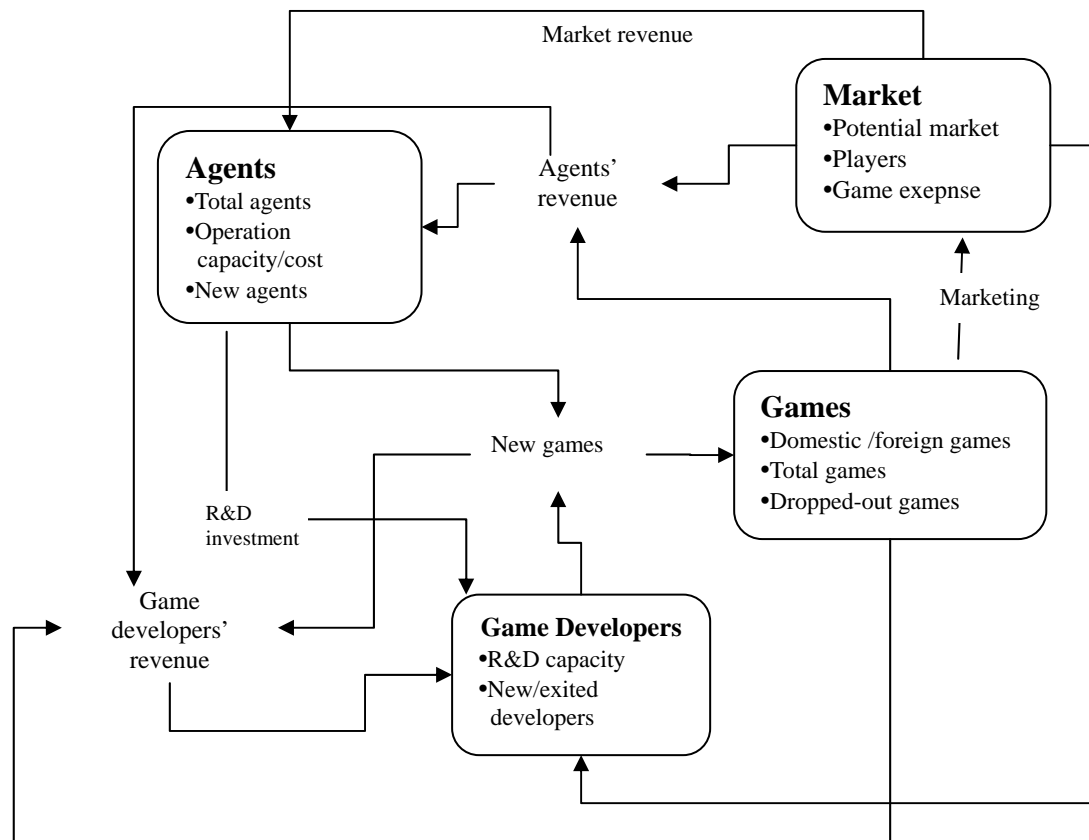 Market revenue
Market
•Potential market
•Players
•Game exepnse
Agents
•Total agents
•Operation
capacity/cost
•New agents
Agents’
revenue
Marketing
Games
•Domestic /foreign games
•Total games
•Dropped-out games
New games
R&D
investment
Game
developers’
revenue
Game Developers
•R&D capacity
•New/exited
developers